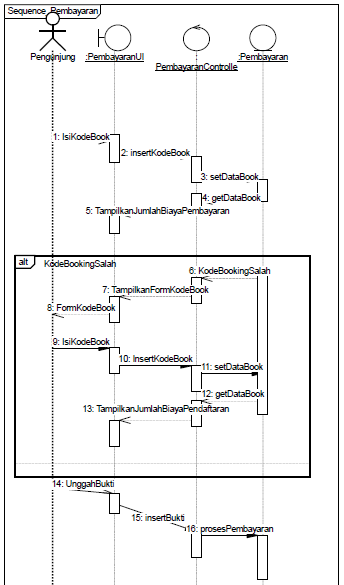 Sequence_Pembayaran
Pengunjung
:PembayaranUI
:PembayaranControlle
:Pembayaran
1: IsiKodeBook
2: insertKodeBook
3: setDataBook
4: getDataBook
5: TampilkanJumlahBiayaPembayaran
alt
KodeBookingSalah
6: KodeBookingSalah
7: TampilkanFormKodeBook
8: FormKodeBook
9: IsiKodeBook
10: InsertKodeBook
11: setDataBook
12: getDataBook
13: TampilkanJumlahBiayaPendaftaran
14: UnggahBukti
15: insertBukti
16: prosesPembayaran